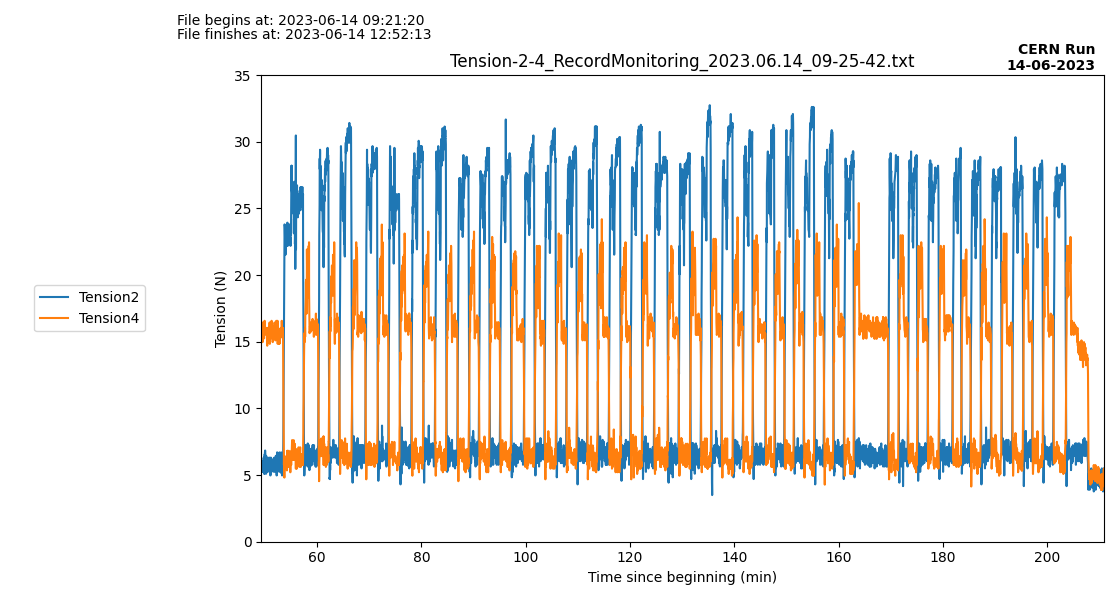 File begins at: 2023-06-14 09:21:20
File finishes at: 2023-06-14 12:52:13
CERN Run
14-06-2023
Tension-2-4_RecordMonitoring_2023.06.14_09-25-42.txt
Tension2
Tension4
Tension (N)
35
30
25
20
15
10
5
0
60 80 100 120 140 160 180 200
Time since beginning (min)